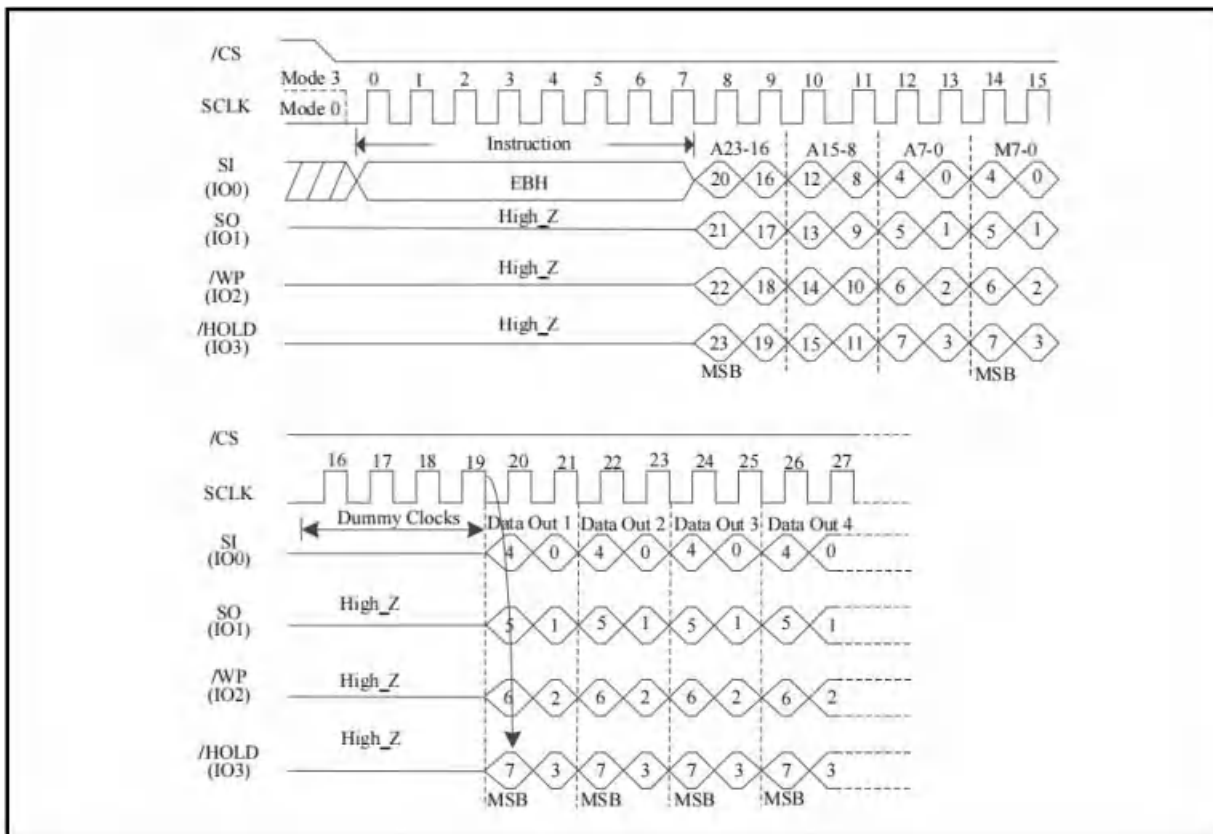 /CS
Mode 3 0 1 2 3 4 5 6 7 8 9 10 11 12 13 14 15
SCLK Mode 0
Instruction A23-16 A15-8 A7-0 M7-0
SI
(IO0) EBH 20 16 12 8 4 0 4 0
SO High_Z
(IO1) 21 17 13 9 5 1 5 1
/WP High_Z
(IO2) 22 18 14 10 6 2 6 2
/HOLD High_Z
(IO3) 23 19 15 11 7 3 7 3
MSB MSB
/CS
16 17 18 19 20 21 22 23 24 25 26 27
SCLK
Dummy Clocks Data Out 1 Data Out 2 Data Out 3 Data Out 4
SI
(IO0) 4 0 4 0 4 0 4 0
SO High_Z
(IO1) 5 1 5 1 5 1 5 1
/WP High_Z
(IO2) 6 2 6 2 6 2 6 2
/HOLD High_Z
(IO3) 7 3 7 3 7 3 7 3
MSB MSB MSB MSB